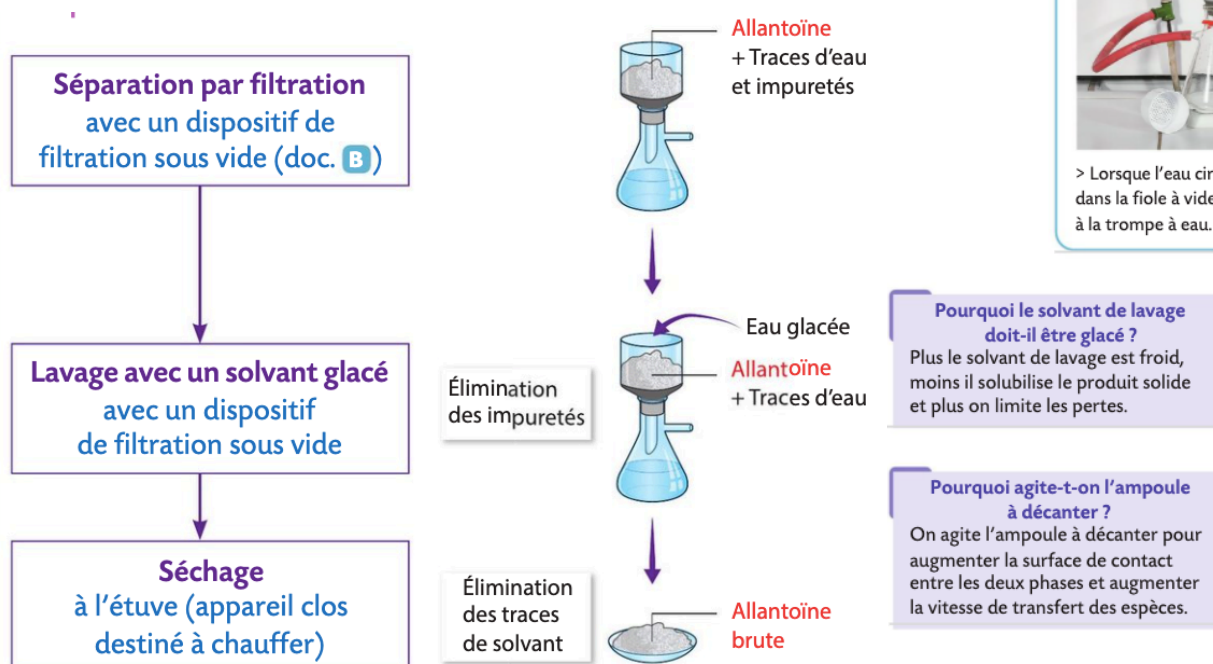 Séparation par filtration
avec un dispositif de
filtration sous vide (doc. B)
Lavage avec un solvant glacé
avec un dispositif
de filtration sous vide
Séchage
à l'étuve (appareil clos
destiné à chauffer)
Allantoïne
+ Traces d'eau
et impuretés
Élimination
des impuretés
Eau glacée
Allantoïne
+ Traces d'eau
Élimination
des traces
de solvant
Allantoïne
brute
> Lorsque l'eau cir
dans la fiole à vide
à la trompe à eau.
Pourquoi le solvant de lavage
doit-il être glacé ?
Plus le solvant de lavage est froid,
moins il solubilise le produit solide
et plus on limite les pertes.
Pourquoi agite-t-on l'ampoule
à décanter ?
On agite l'ampoule à décanter pour
augmenter la surface de contact
entre les deux phases et augmenter
la vitesse de transfert des espèces.